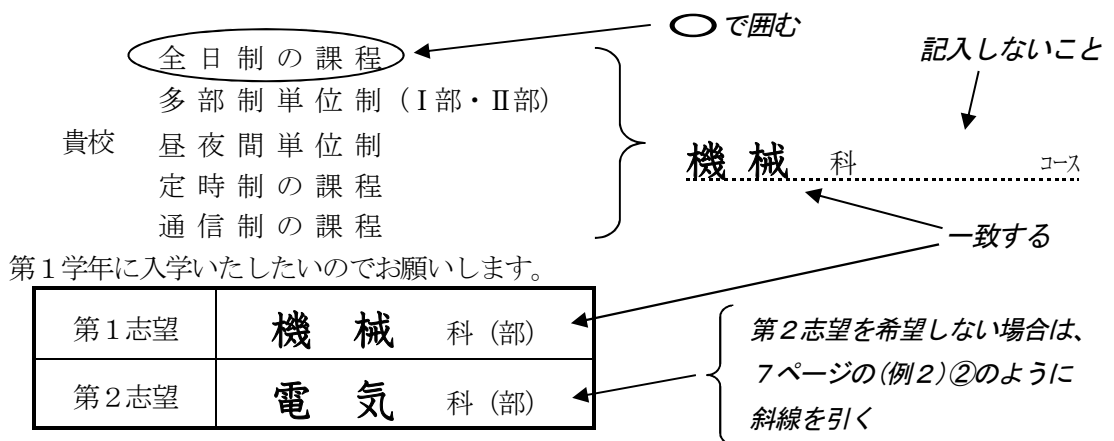 ○で囲む
全日制の課程
記入しないこと
多部制単位制(Ⅰ部・Ⅱ部)
貴校 昼夜間単位制
機械 科 コース
定時制の課程
通信制の課程
一致する
第1学年に入学いたしたいのでお願いします。
第1志望 機械 科(部)
第2志望 電気 科(部)
第2志望を希望しない場合は、
7ページの(例2)②のように
斜線を引く